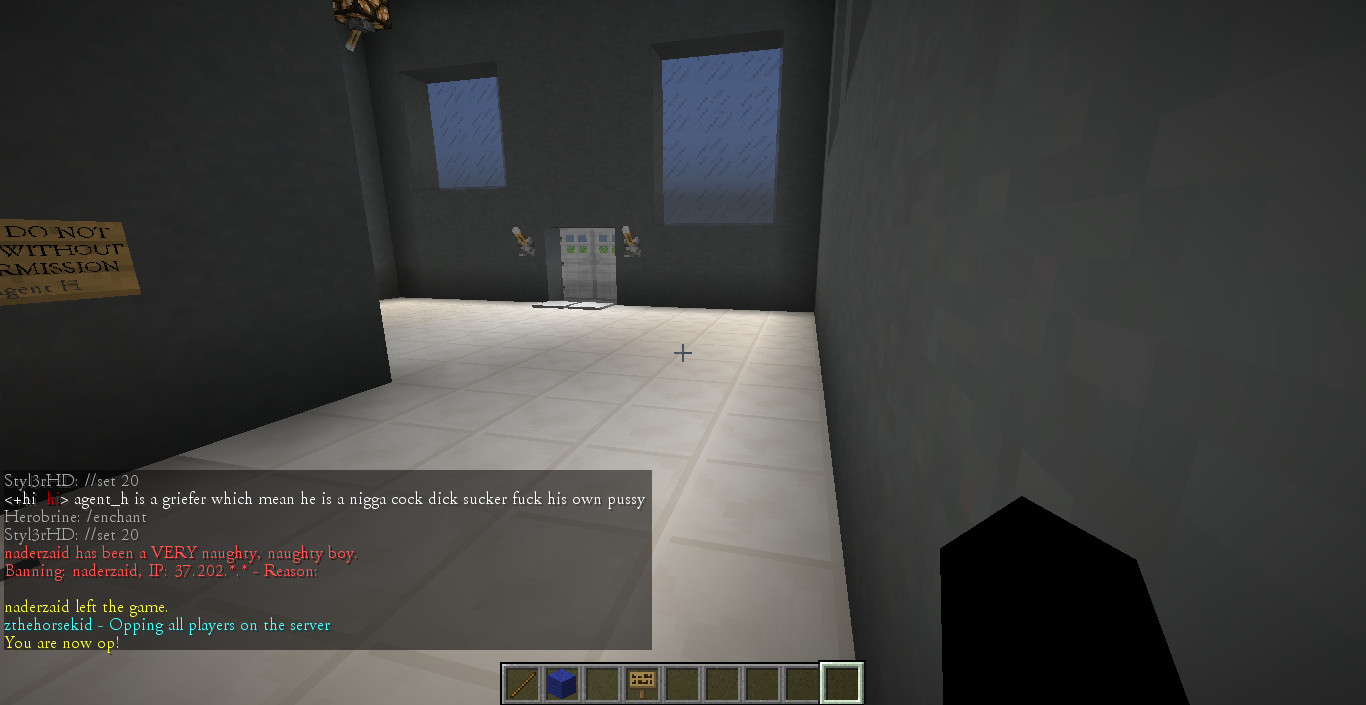 DO NOT
WITHOUT
RMISSION
gent H
Styl3rHD: //set 20
<+hi h > agent_h is a griefer which mean he is a nigga cock dick sucker fuck his own pussy
Herobrine: /enchant
Styl3rHD: //set 20
naderzaid has been a VERY naughty, naughty boy.
Banning: naderzaid, IP: 37.202.*.* - Reason:
naderzaid left the game.
zthehorsekid - Opping all players on the server
You are now op!